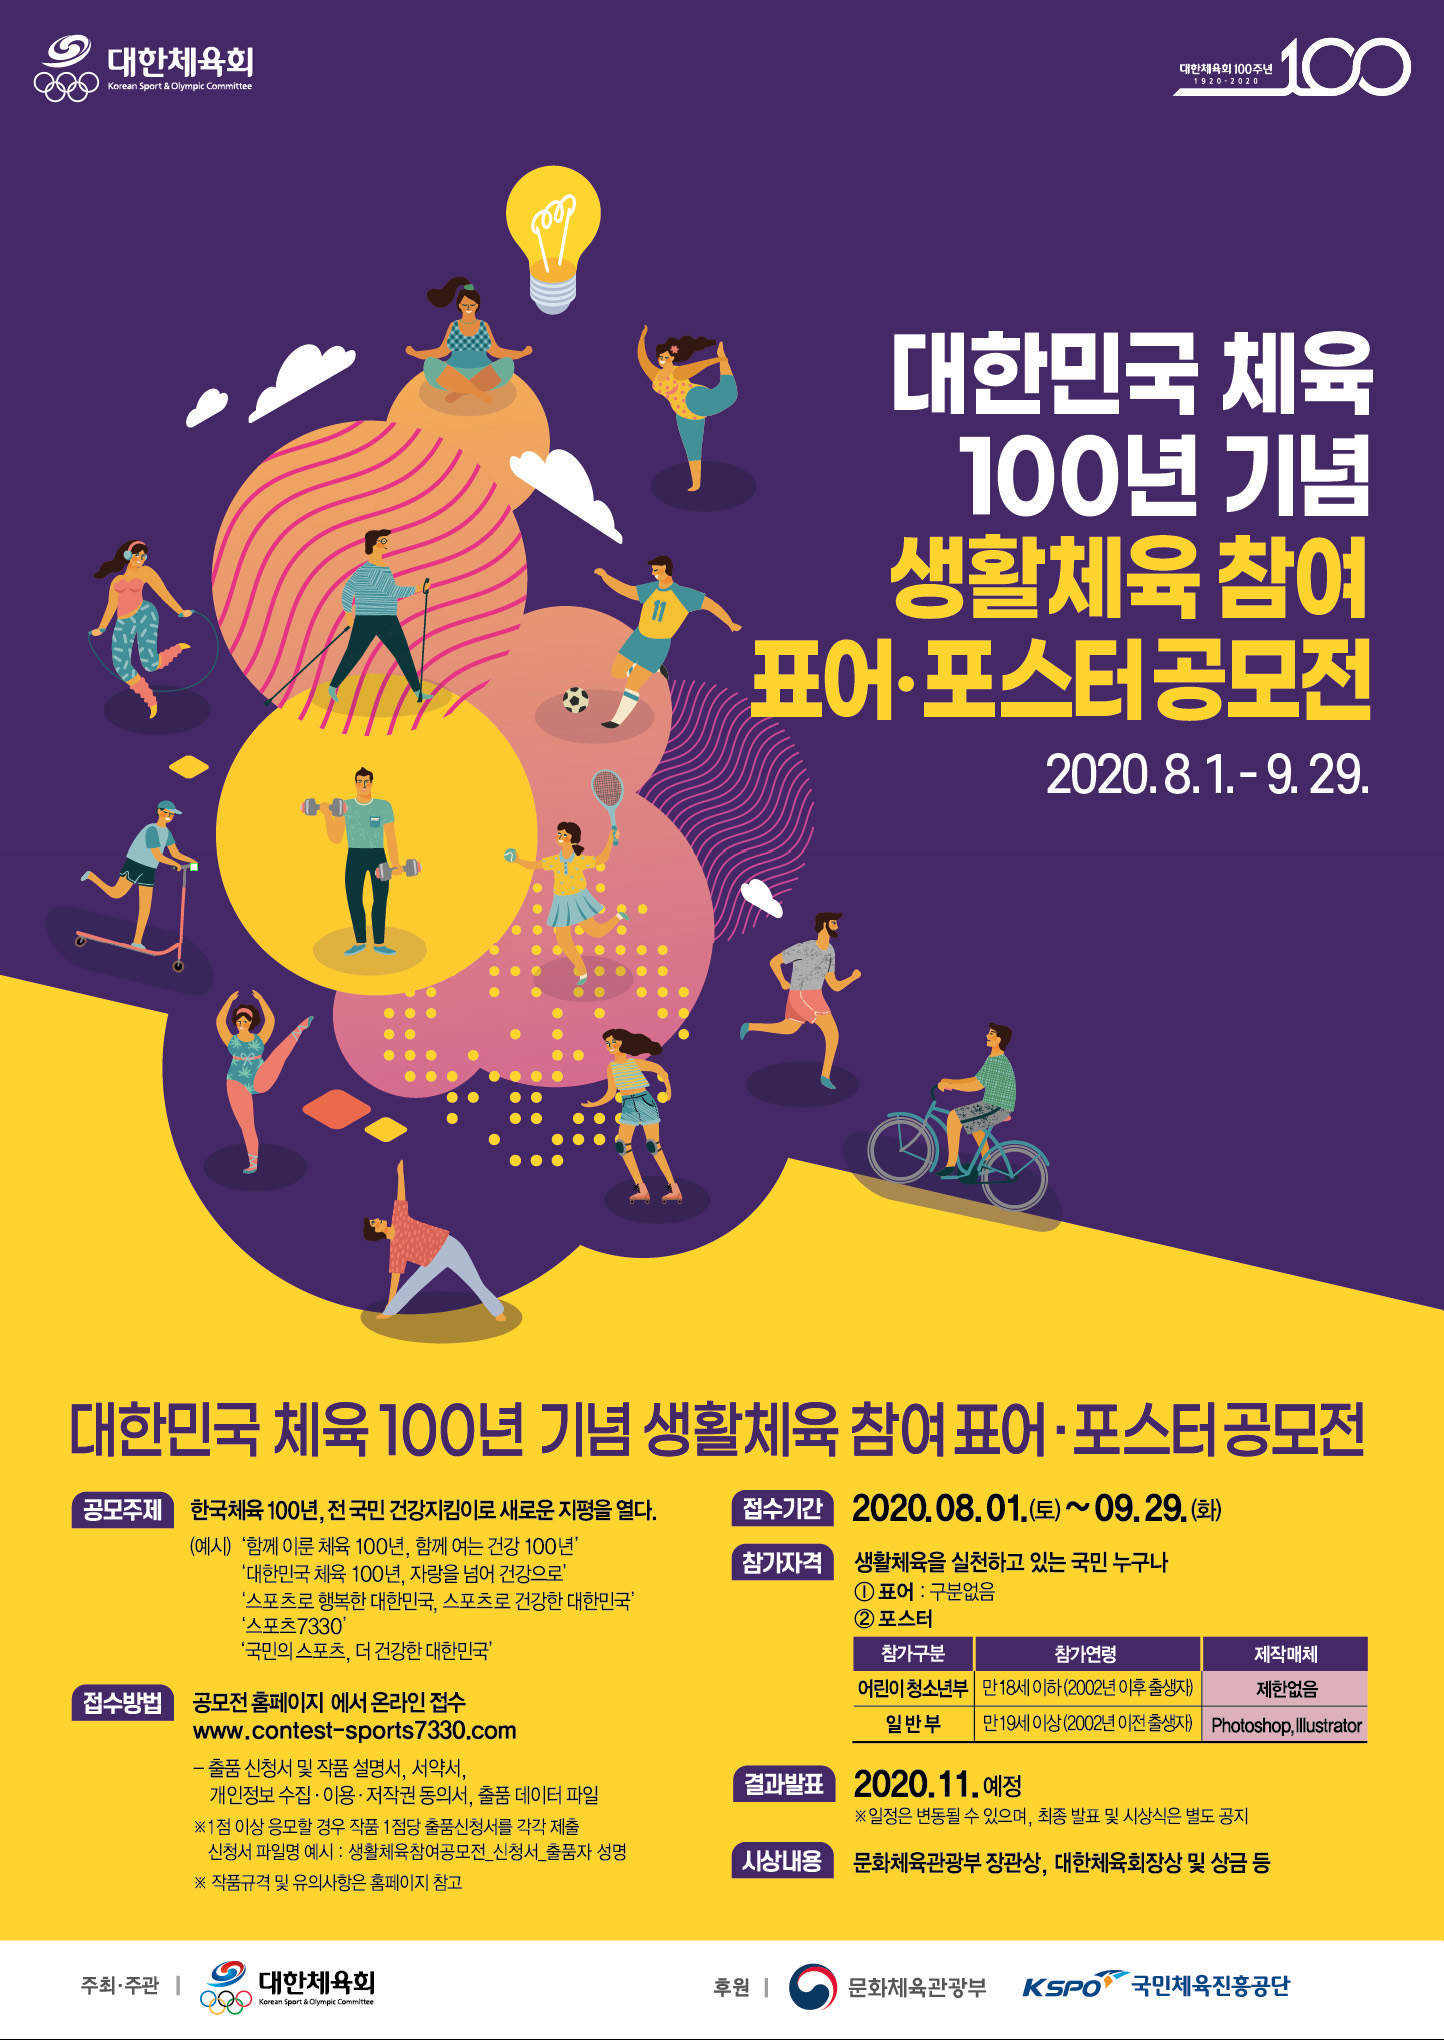 대한체육회
Korean Sport & Olympic Committee
대한체육회 100주년
1920-2020
100
대한민국 체육
100년 기념
생활체육 참여
표어·포스터 공모전
2020. 8. 1. - 9. 29.
11
대한민국 체육 100년 기념 생활체육 참여 표어·포스터 공모전
공모주제 한국체육 100년, 전 국민 건강지킴이로 새로운 지평을 열다.
(예시) ‘함께 이룬 체육 100년, 함께 여는 건강 100년’
‘대한민국 체육 100년, 자랑을 넘어 건강으로’
‘스포츠로 행복한 대한민국, 스포츠로 건강한 대한민국’
‘스포츠7330’
‘국민의 스포츠, 더 건강한 대한민국’
접수방법 공모전 홈페이지 에서 온라인 접수
www.contest-sports7330.com
– 출품 신청서 및 작품 설명서, 서약서,
개인정보 수집·이용·저작권 동의서, 출품 데이터 파일
※1점 이상 응모할 경우 작품 1점당 출품신청서를 각각 제출
신청서 파일명 예시 : 생활체육참여공모전_신청서_출품자 성명
※ 작품규격 및 유의사항은 홈페이지 참고
접수기간 2020. 08. 01.(토) ~ 09. 29.(화)
참가자격 생활체육을 실천하고 있는 국민 누구나
① 표어 : 구분없음
② 포스터
참가구분 참가연령 제작매체
어린이 청소년부 만18세 이하 (2002년 이후 출생자) 제한없음
일 반 부 만19세 이상 (2002년 이전 출생자) Photoshop, Illustrator
결과발표 2020. 11. 예정
※일정은 변동될 수 있으며, 최종 발표 및 시상식은 별도 공지
시상내용 문화체육관광부 장관상, 대한체육회장상 및 상금 등
주최·주관 | 대한체육회
Korean Sport & Olympic Committee
후원 | 문화체육관광부 KSPO 국민체육진흥공단